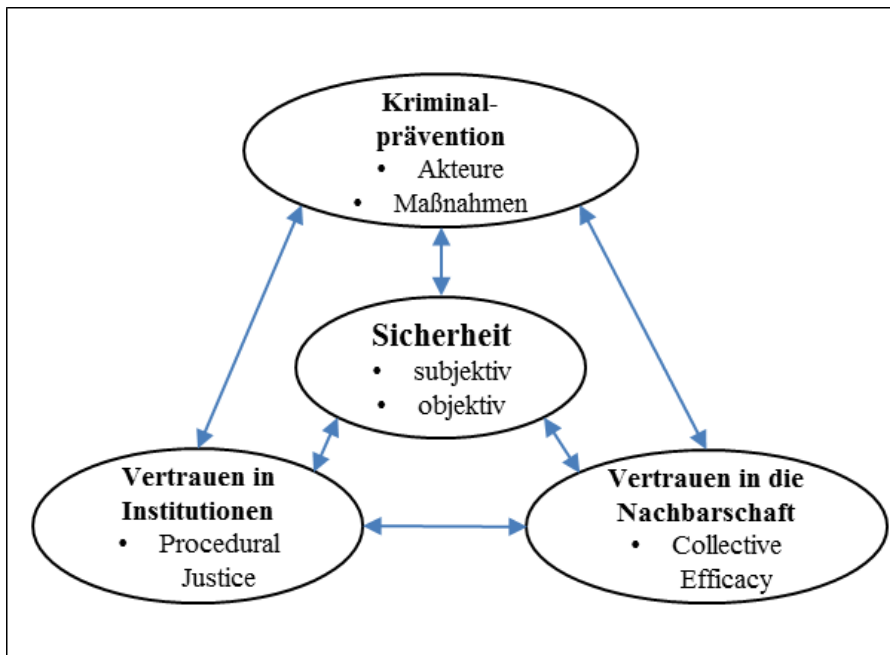 Kriminal-
prävention
• Akteure
• Maßnahmen
Sicherheit
• subjektiv
• objektiv
Vertrauen in
Institutionen
• Procedural
Justice
Vertrauen in die
Nachbarschaft
• Collective
Efficacy